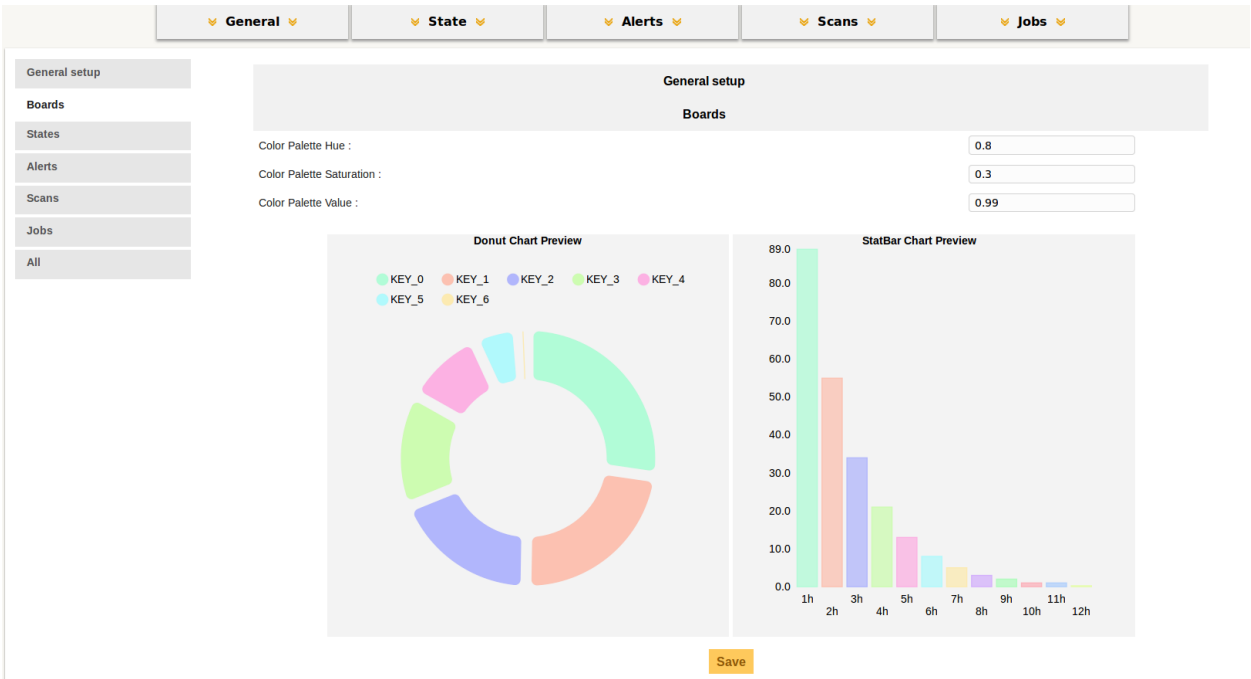 General State Alerts Scans Jobs
General setup
Boards
States
Alerts
Scans
Jobs
All
General setup
Boards
Color Palette Hue : 0.8
Color Palette Saturation : 0.3
Color Palette Value : 0.99
Donut Chart Preview
KEY_0 KEY_1 KEY_2 KEY_3 KEY_4
KEY_5 KEY_6
StatBar Chart Preview
89.0
80.0
70.0
60.0
50.0
40.0
30.0
20.0
10.0
0.0
1h 3h 5h 7h 9h 11h
2h 4h 6h 8h 10h 12h
Save